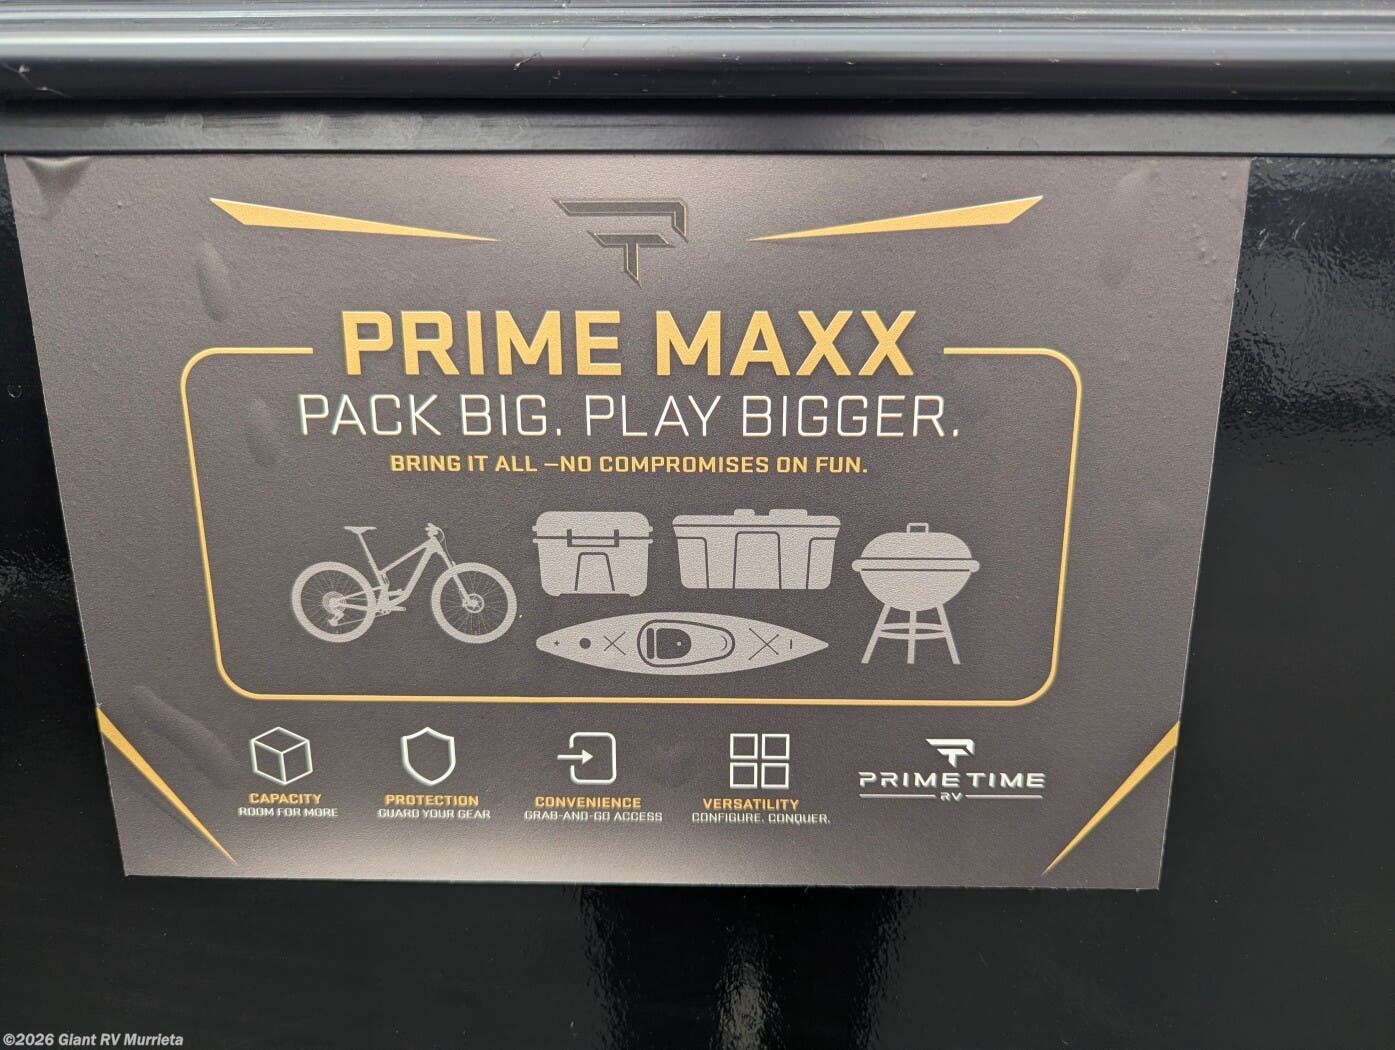 PRIME MAXX
PACK BIG. PLAY BIGGER.
BRING IT ALL –NO COMPROMISES ON FUN.
CAPACITY
ROOM FOR MORE
PROTECTION
GUARD YOUR GEAR
CONVENIENCE
GRAB-AND-GO ACCESS
VERSATILITY
CONFIGURE. CONQUER.
PRIME TIME
RV
©2026 Giant RV Murrieta